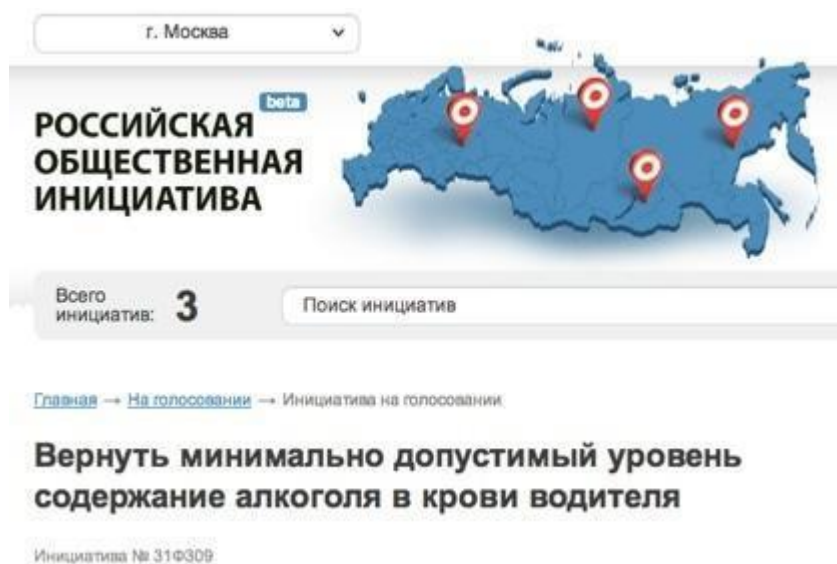 г. Москва
beta
РОССИЙСКАЯ
ОБЩЕСТВЕННАЯ
ИНИЦИАТИВА
Всего
инициатив: 3
Поиск инициатив
Главная → На голосовании → Инициатива на голосовании
Вернуть минимально допустимый уровень
содержание алкоголя в крови водителя
Инициатива № 31Ф309